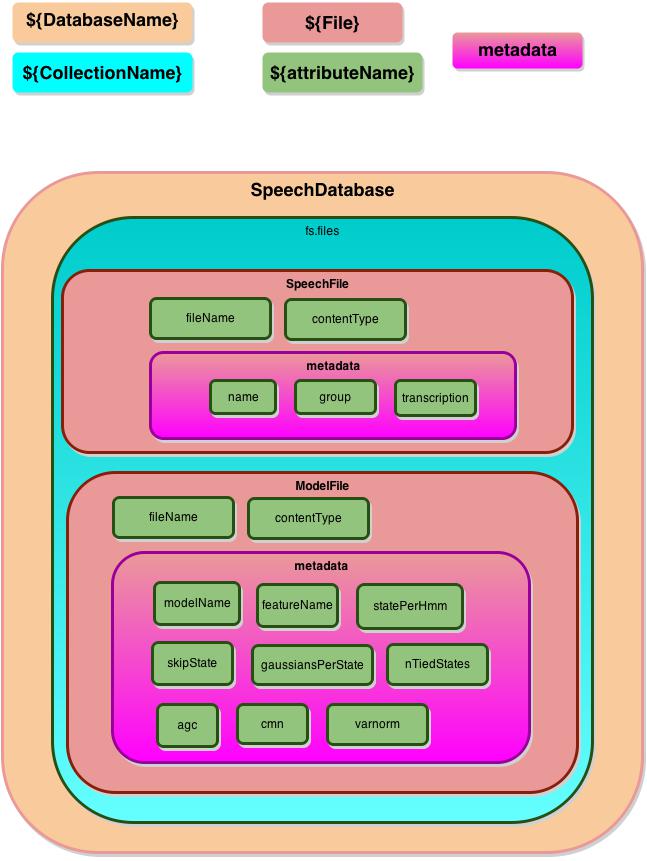 ${DatabaseName}
${File}
metadata
${CollectionName}
${attributeName}
SpeechDatabase
fs.files
SpeechFile
fileName
contentType
metadata
name
group
transcription
ModelFile
fileName
contentType
metadata
modelName
featureName
statePerHmm
skipState
gaussiansPerState
nTiedStates
agc
cmn
varnorm